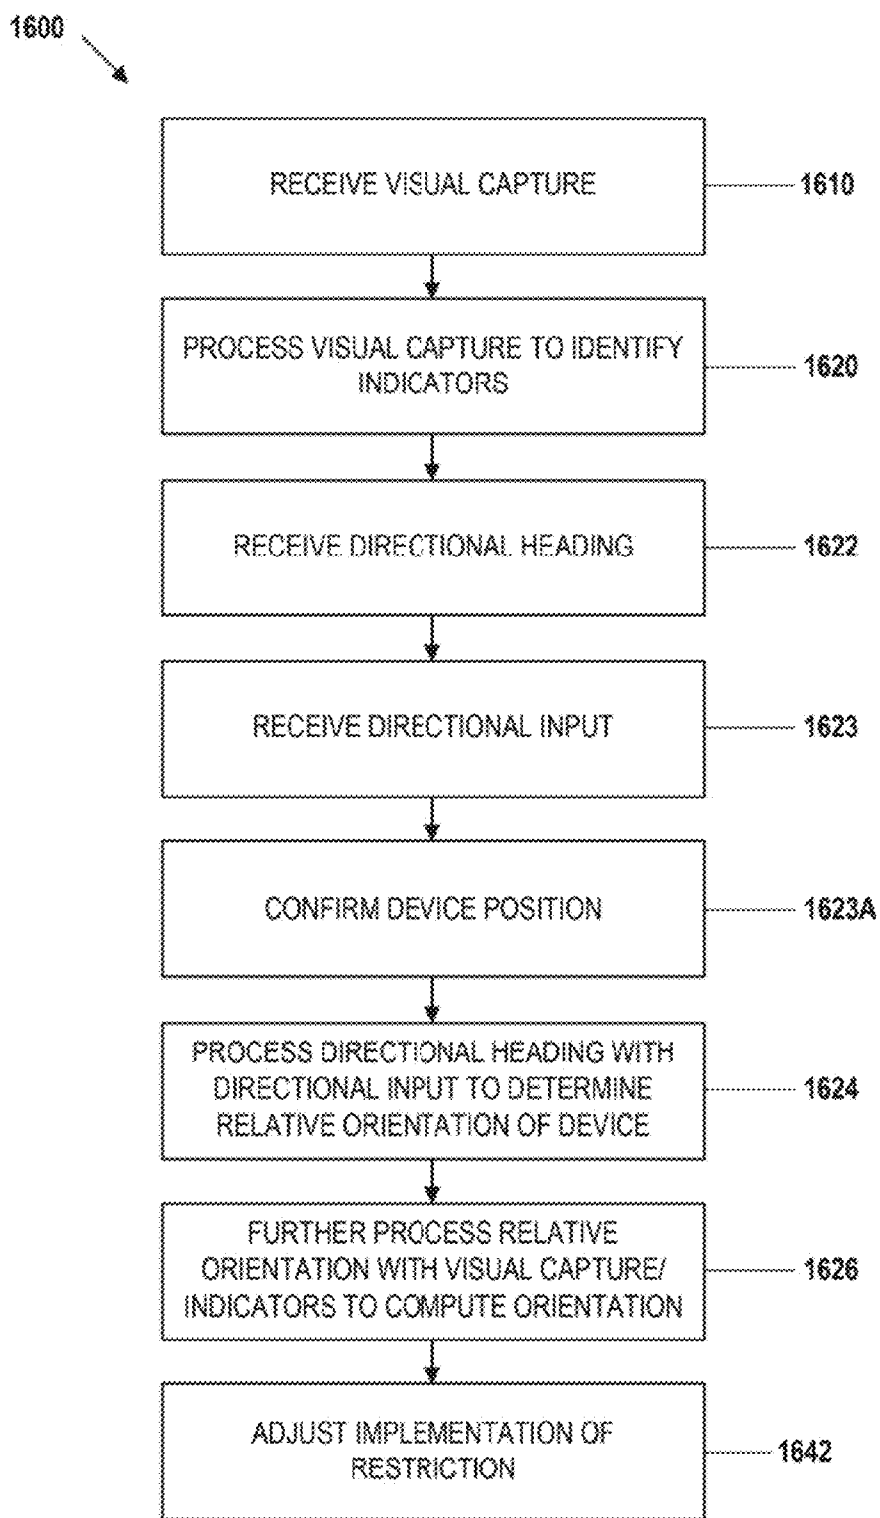 1600
RECEIVE VISUAL CAPTURE
1610
PROCESS VISUAL CAPTURE TO IDENTIFY
INDICATORS
1620
RECEIVE DIRECTIONAL HEADING
1622
RECEIVE DIRECTIONAL INPUT
1623
CONFIRM DEVICE POSITION
1623A
PROCESS DIRECTIONAL HEADING WITH
DIRECTIONAL INPUT TO DETERMINE
RELATIVE ORIENTATION OF DEVICE
1624
FURTHER PROCESS RELATIVE
ORIENTATION WITH VISUAL CAPTURE/
INDICATORS TO COMPUTE ORIENTATION
1626
ADJUST IMPLEMENTATION OF
RESTRICTION
1642